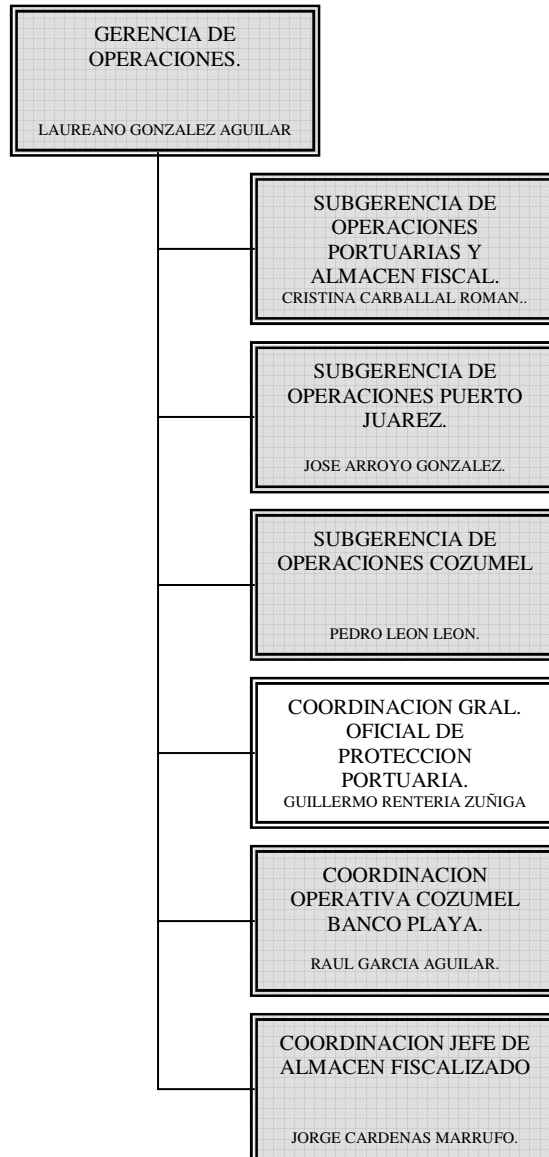 GERENCIA DE
OPERACIONES.
LAUREANO GONZALEZ AGUILAR
SUBGERENCIA DE
OPERACIONES
PORTUARIAS Y
ALMACEN FISCAL.
CRISTINA CARBALLAL ROMAN..
SUBGERENCIA DE
OPERACIONES PUERTO
JUAREZ.
JOSE ARROYO GONZALEZ.
SUBGERENCIA DE
OPERACIONES COZUMEL
PEDRO LEON LEON.
COORDINACION GRAL.
OFICIAL DE
PROTECCION
PORTUARIA.
GUILLERMO RENTERIA ZUÑIGA
COORDINACION
OPERATIVA COZUMEL
BANCO PLAYA.
RAUL GARCIA AGUILAR.
COORDINACION JEFE DE
ALMACEN FISCALIZADO
JORGE CARDENAS MARRUFO.